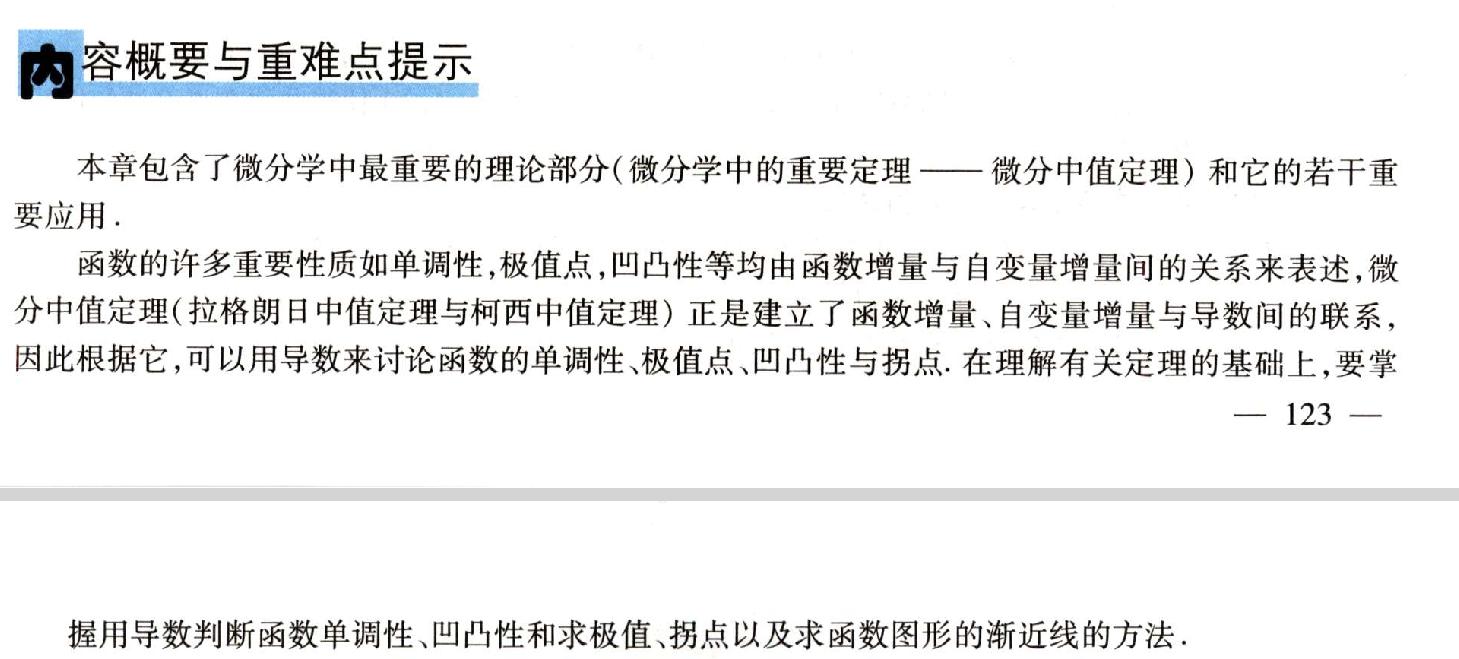 内容概要与重难点提示
本章包含了微分学中最重要的理论部分(微分学中的重要定理——微分中值定理) 和它的若干重
要应用.
函数的许多重要性质如单调性,极值点,凹凸性等均由函数增量与自变量增量间的关系来表述,微
分中值定理(拉格朗日中值定理与柯西中值定理) 正是建立了函数增量、自变量增量与导数间的联系,
因此根据它,可以用导数来讨论函数的单调性、极值点、凹凸性与拐点. 在理解有关定理的基础上,要掌
— 123 —
握用导数判断函数单调性、凹凸性和求极值、拐点以及求函数图形的渐近线的方法.